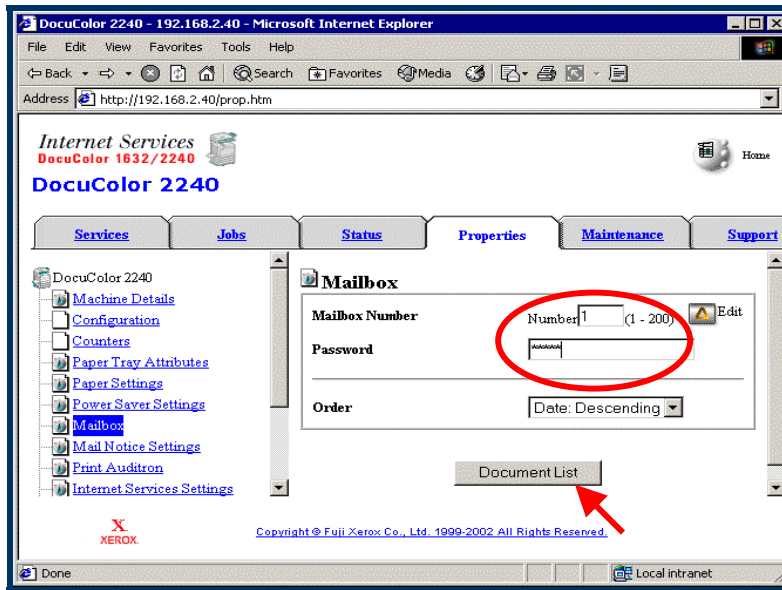 DocuColor 2240 - 192.168.2.40 - Microsoft Internet Explorer
File Edit View Favorites Tools Help
Back Search Favorites Media
Address http://192.168.2.40/prop.htm
Internet Services
DocuColor 1632/2240
Home
DocuColor 2240
Services Jobs Status Properties Maintenance Support
DocuColor 2240
Machine Details
Configuration
Counters
Paper Tray Attributes
Paper Settings
Power Saver Settings
Mailbox
Mail Notice Settings
Print Auditron
Internet Services Settings
Mailbox
Mailbox Number Number 1 (1 - 200) Edit
Password *****
Order Date: Descending
Document List
X
XEROX.
Copyright © Fuji Xerox Co., Ltd. 1999-2002 All Rights Reserved.
Done Local intranet